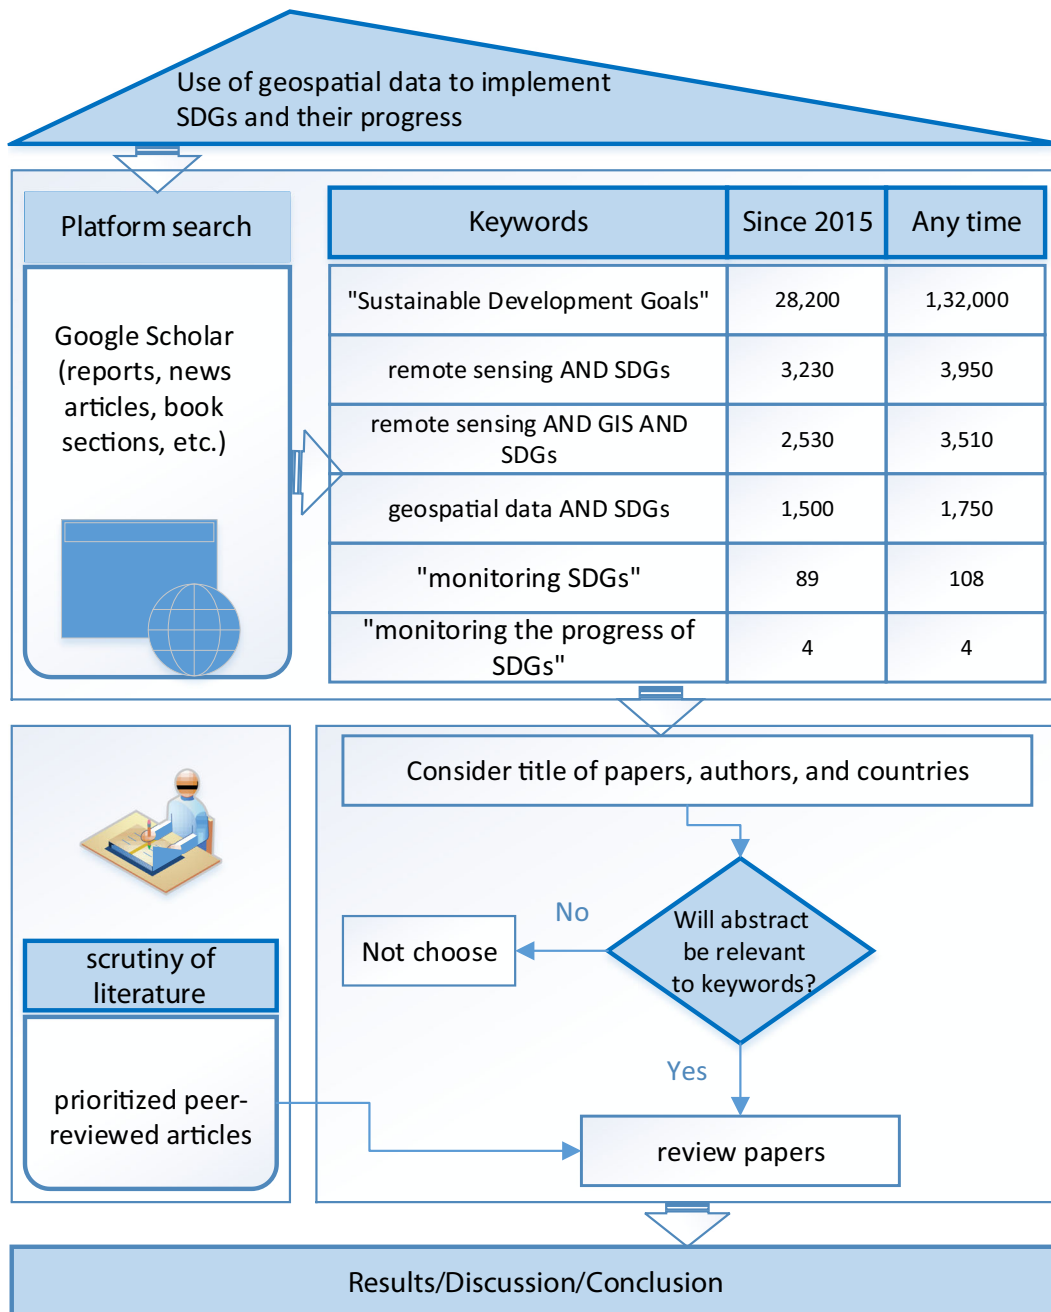 Use of geospatial data to implement
SDGs and their progress
Platform search
Google Scholar
(reports, news
articles, book
sections, etc.)
Keywords Since 2015 Any time
"Sustainable Development Goals" 28,200 1,32,000
remote sensing AND SDGs 3,230 3,950
remote sensing AND GIS AND
SDGs 2,530 3,510
geospatial data AND SDGs 1,500 1,750
"monitoring SDGs" 89 108
"monitoring the progress of
SDGs" 4 4
Consider title of papers, authors, and countries
Will abstract
be relevant
to keywords?
No
Not choose
Yes
scrutiny of
literature
prioritized peer-
reviewed articles
review papers
Results/Discussion/Conclusion